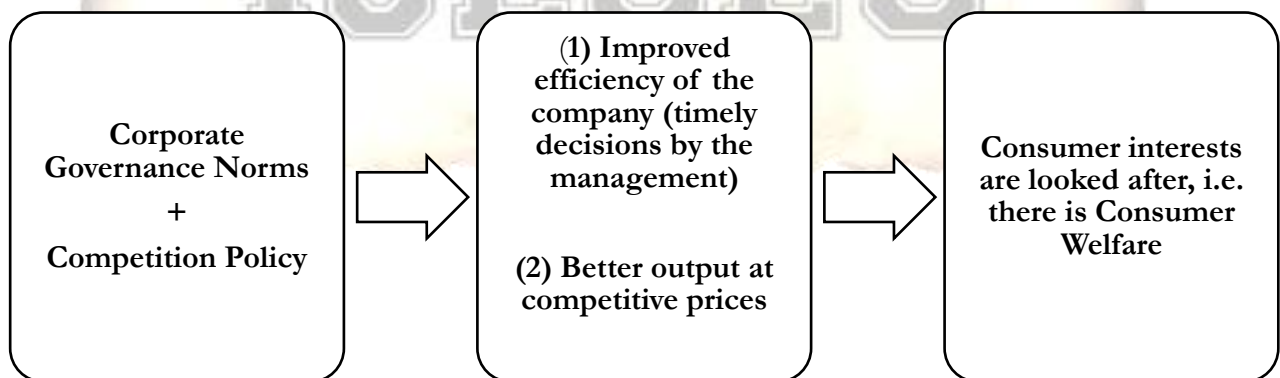 Corporate
Governance Norms
+
Competition Policy
(1) Improved
efficiency of the
company (timely
decisions by the
management)
(2) Better output at
competitive prices
Consumer interests
are looked after, i.e.
there is Consumer
Welfare